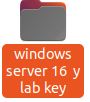 windows
server 16 y
lab key